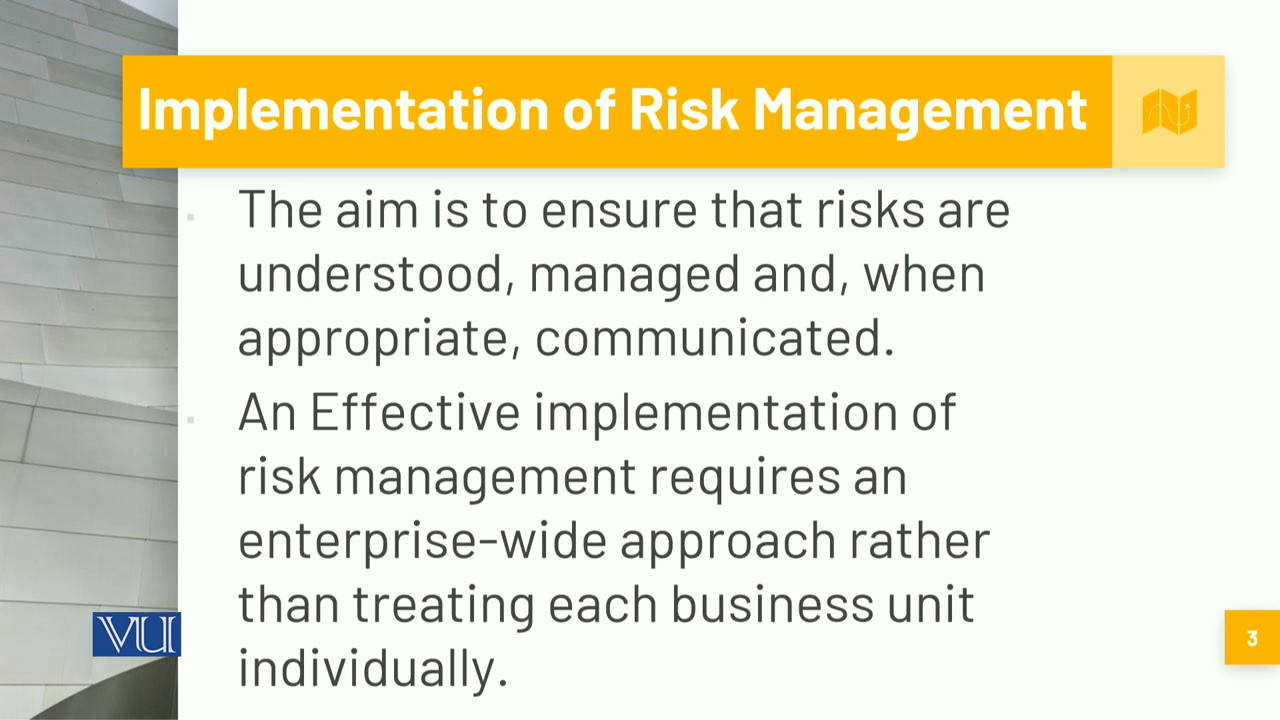 Implementation of Risk Management
The aim is to ensure that risks are
understood, managed and, when
appropriate, communicated.
An Effective implementation of
risk management requires an
enterprise-wide approach rather
than treating each business unit
individually.
VU
3